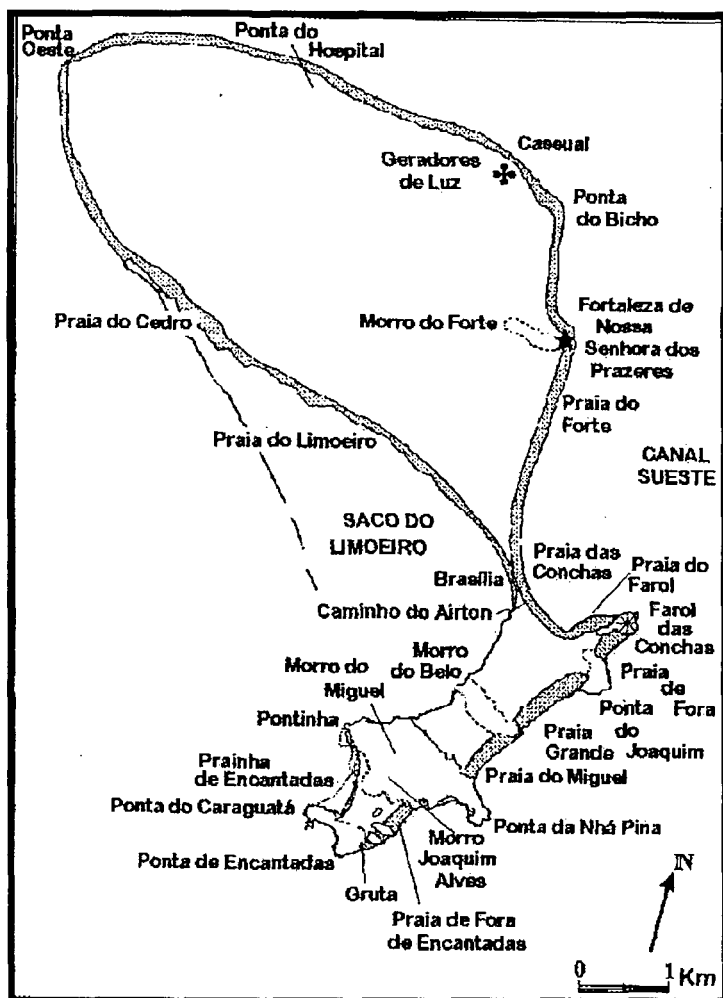 Ponta
Oeste
Ponta do
Hospital
Cassual
Geradores
de Luz
Ponta
do Bicho
Praia do Cedro
Morro do Forte
Fortaleza de
Nossa
Senhora dos
Prazeres
Praia do
Forte
Praia do Limoeiro
CANAL
SUESTE
SACO DO
LIMOEIRO
Brasília
Praia das
Conchas
Praia do
Farol
Caminho do Airton
Farol
das
Conchas
Morro
do Belo
Morro do
Miguel
Praia
de
Fora
Pontinha
Ponta
do
Joaquim
Praia
Grande
Prainha
de Encantadas
Praia do Miguel
Ponta do Caraguatá
Ponta da Nhá Pina
Ponta de Encantadas
Morro
Joaquim
Alves
Gruta
Praia de Fora
de Encantadas
N
0 1 Km